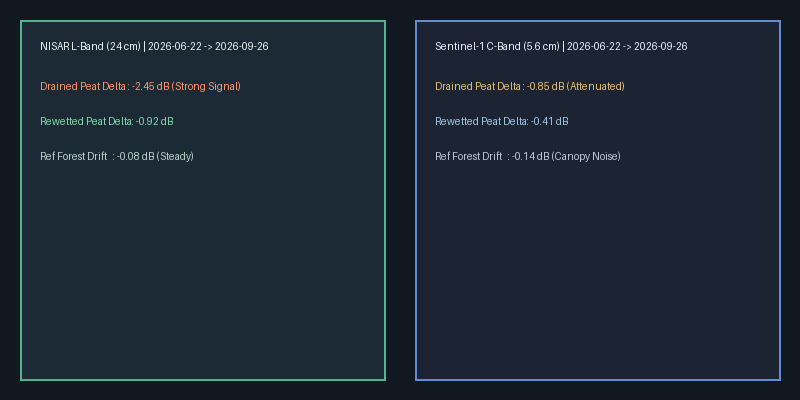 NISAR L-Band (24 cm) | 2026-06-22 -> 2026-09-26
Drained Peat Delta : -2.45 dB (Strong Signal)
Rewetted Peat Delta: -0.92 dB
Ref Forest Drift : -0.08 dB (Steady)
Sentinel-1 C-Band (5.6 cm) | 2026-06-22 -> 2026-09-26
Drained Peat Delta : -0.85 dB (Attenuated)
Rewetted Peat Delta: -0.41 dB
Ref Forest Drift : -0.14 dB (Canopy Noise)